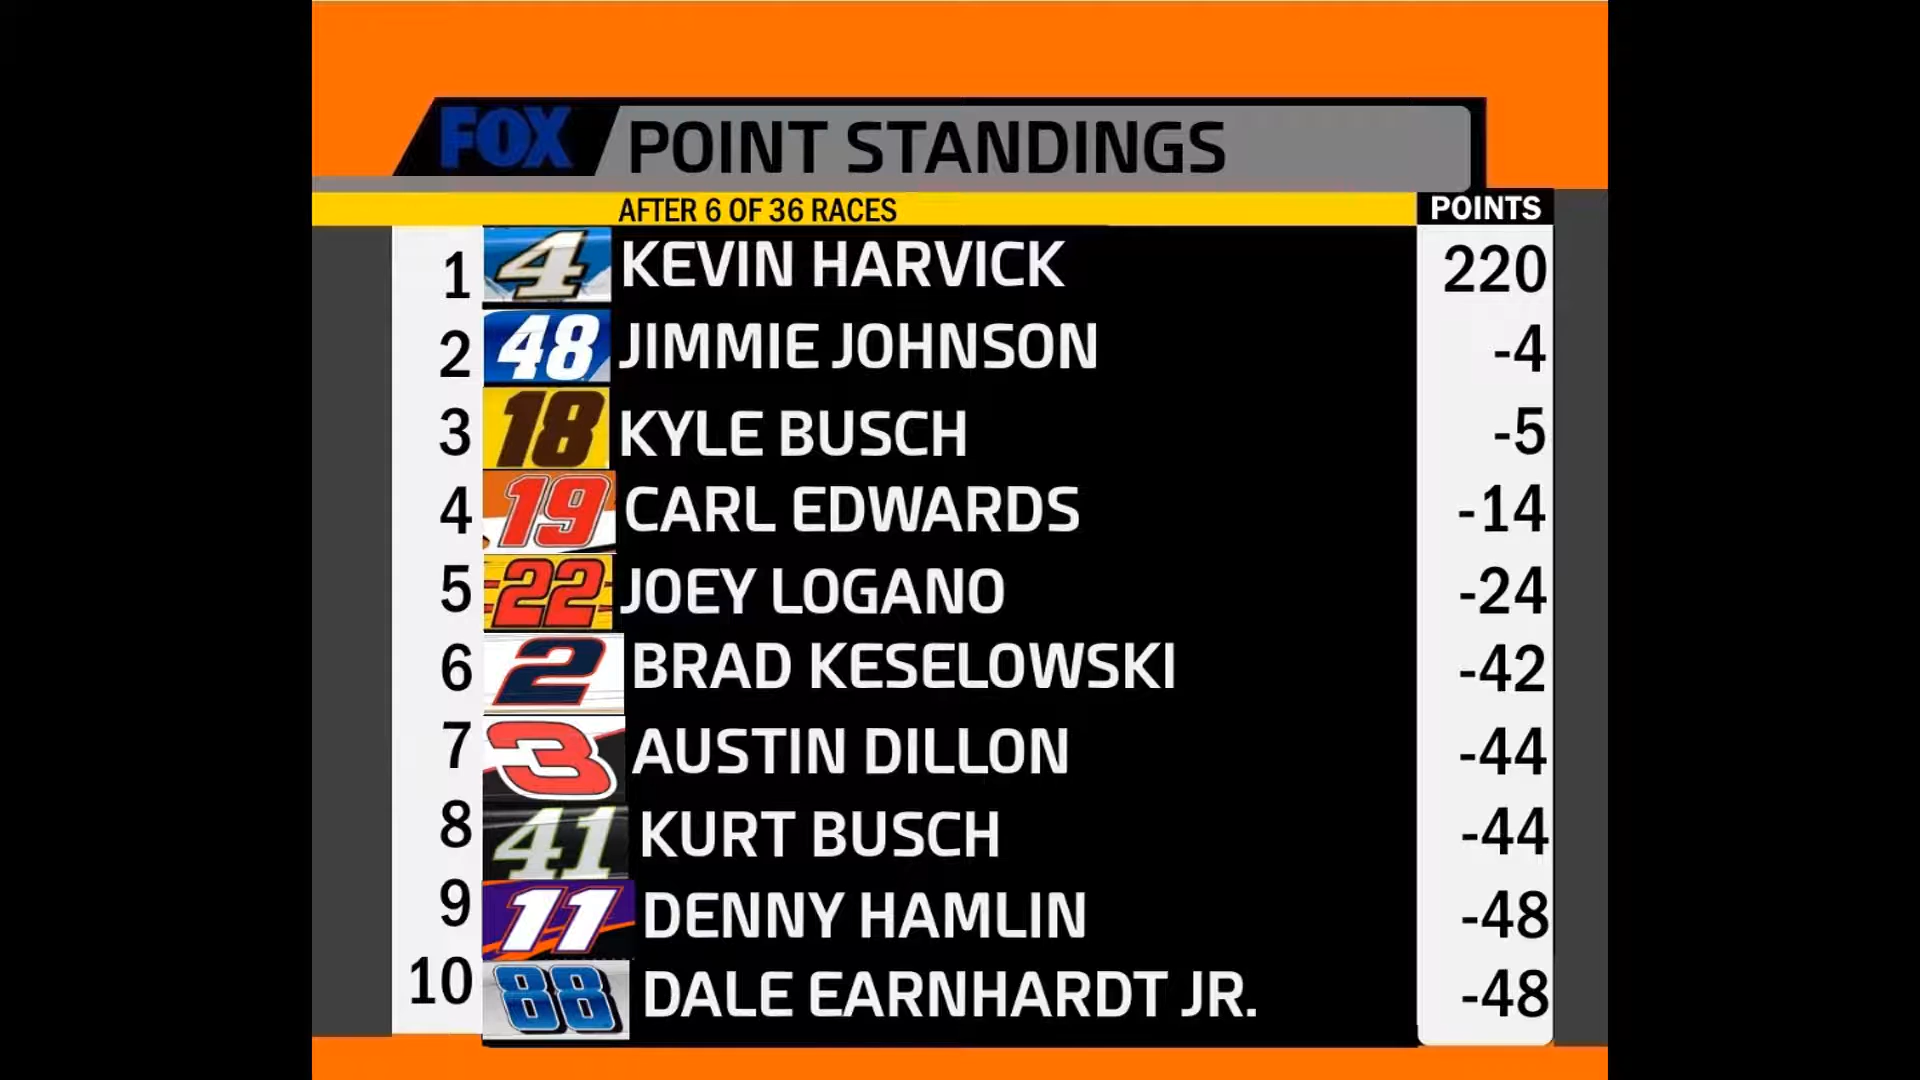 FOX POINT STANDINGS
AFTER 6 OF 36 RACES POINTS
1 4 KEVIN HARVICK 220
2 48 JIMMIE JOHNSON -4
3 18 KYLE BUSCH -5
4 19 CARL EDWARDS -14
5 22 JOEY LOGANO -24
6 2 BRAD KESELOWSKI -42
7 3 AUSTIN DILLON -44
8 41 KURT BUSCH -44
9 11 DENNY HAMLIN -48
10 88 DALE EARNHARDT JR. -48